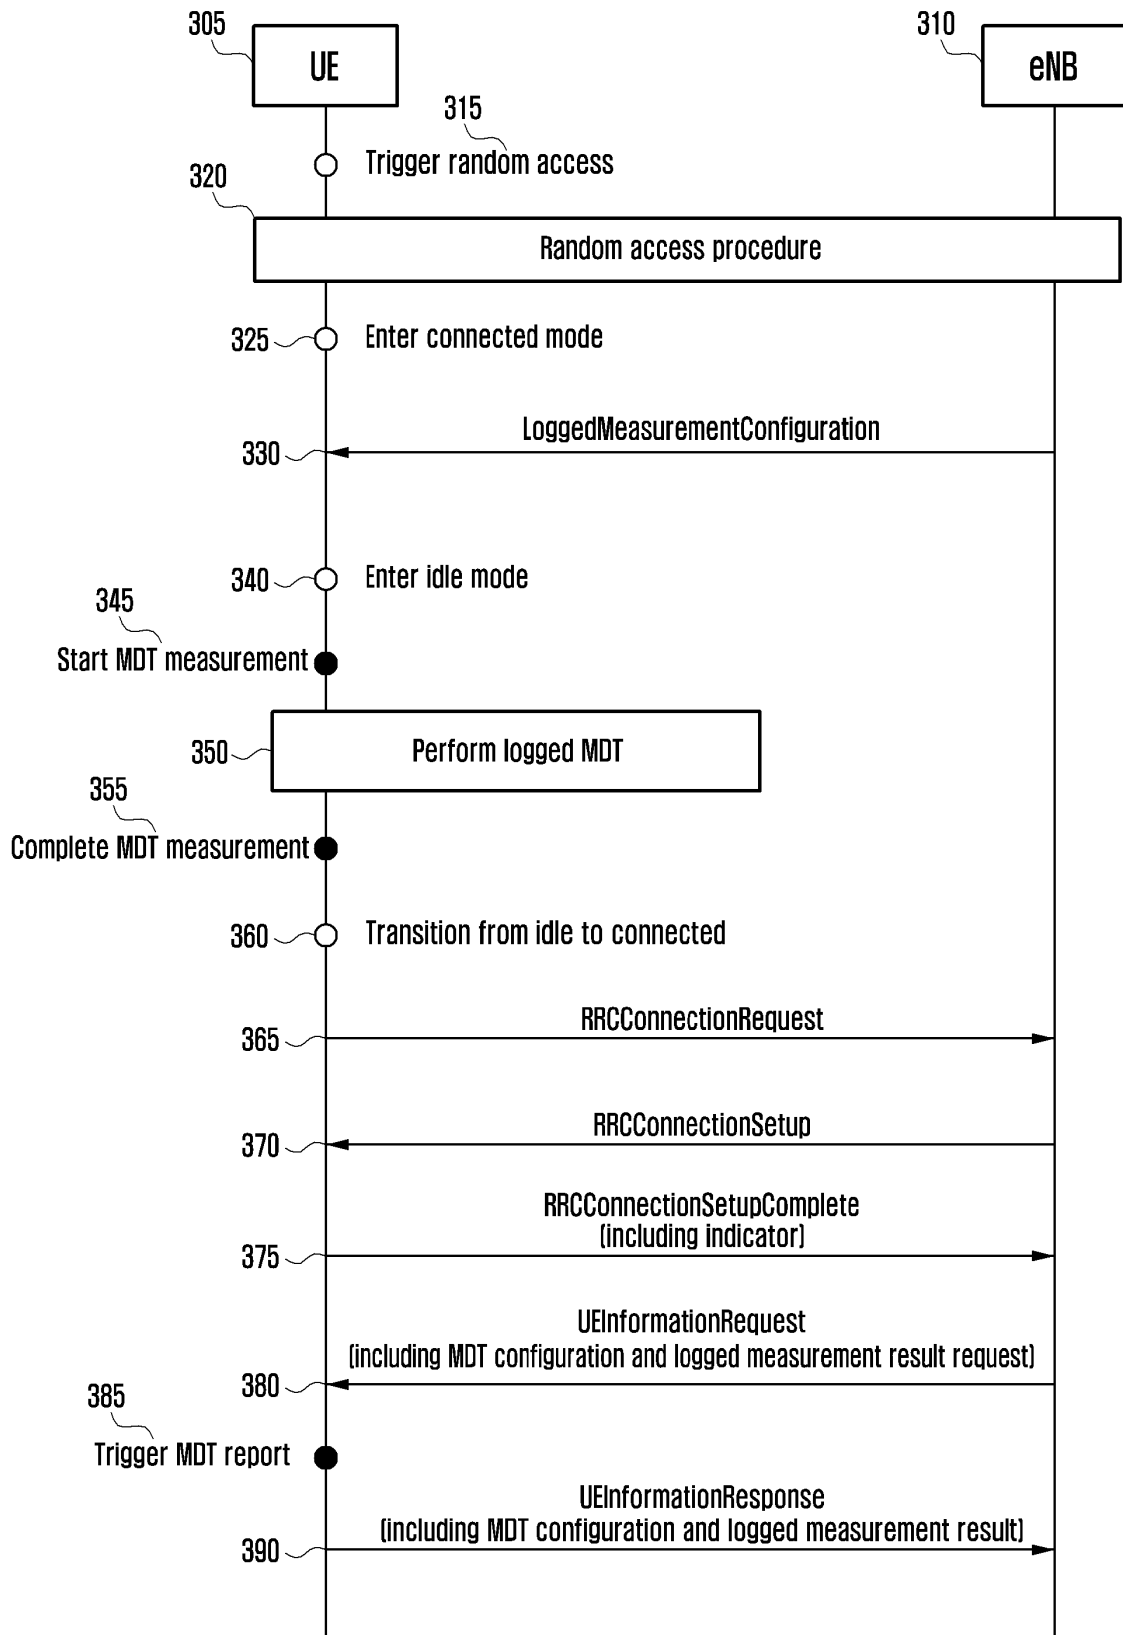 305
UE
310
eNB
315
Trigger random access
320
Random access procedure
325
Enter connected mode
LoggedMeasurementConfiguration
330
340
Enter idle mode
345
Start MDT measurement
350
Perform logged MDT
355
Complete MDT measurement
360
Transition from idle to connected
RRCConnectionRequest
365
RRCConnectionSetup
370
RRCConnectionSetupComplete
(including indicator)
375
UEInformationRequest
(including MDT configuration and logged measurement result request)
380
385
Trigger MDT report
UEInformationResponse
(including MDT configuration and logged measurement result)
390